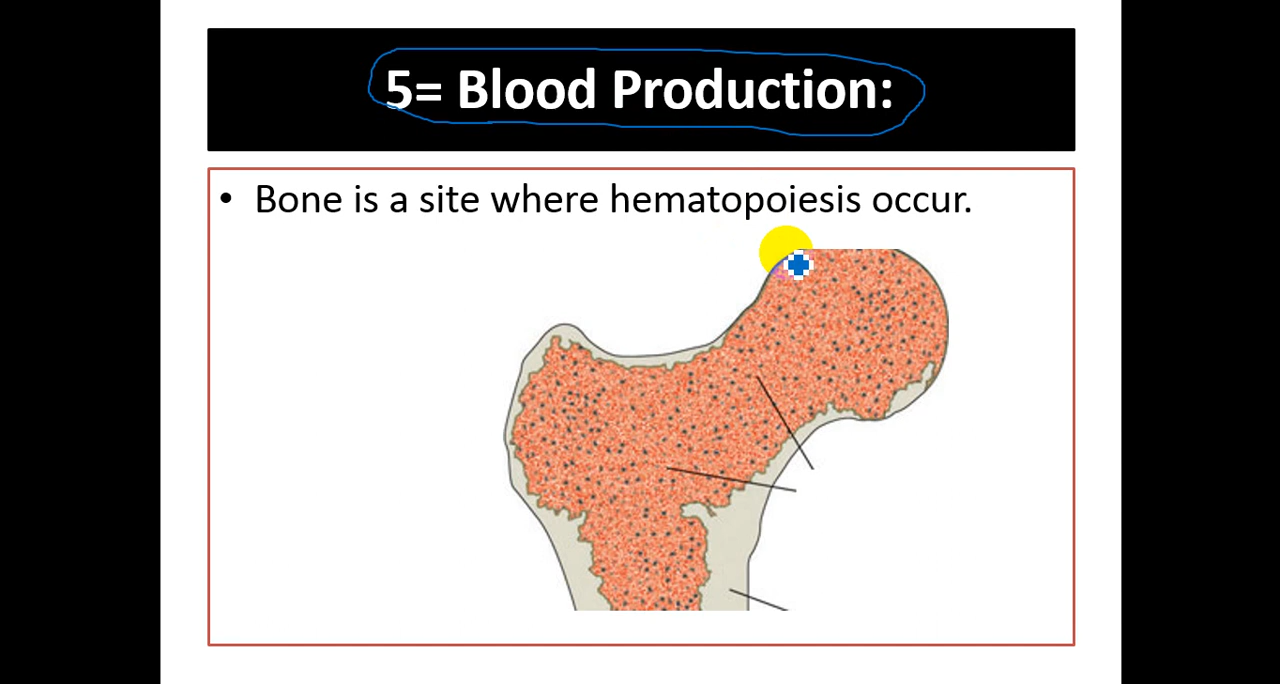 5= Blood Production:
• Bone is a site where hematopoiesis occur.